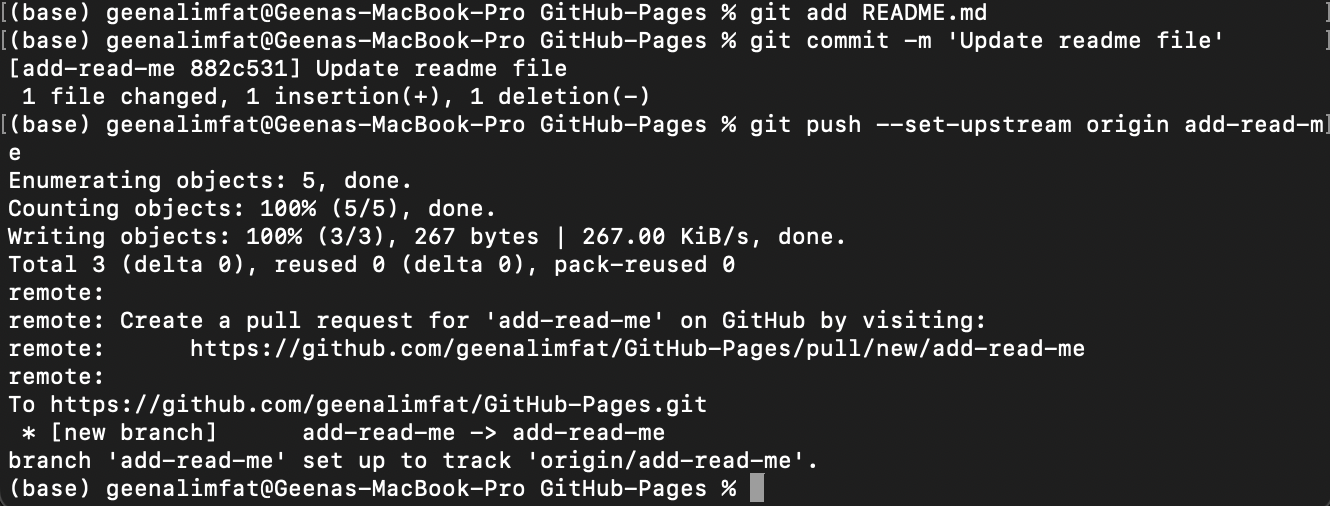 [(base) geenalimfat@Geenas-MacBook-Pro GitHub-Pages % git add README.md ]
[(base) geenalimfat@Geenas-MacBook-Pro GitHub-Pages % git commit -m 'Update readme file' ]
[add-read-me 882c531] Update readme file
 1 file changed, 1 insertion(+), 1 deletion(-)
[(base) geenalimfat@Geenas-MacBook-Pro GitHub-Pages % git push --set-upstream origin add-read-m]
e
Enumerating objects: 5, done.
Counting objects: 100% (5/5), done.
Writing objects: 100% (3/3), 267 bytes | 267.00 KiB/s, done.
Total 3 (delta 0), reused 0 (delta 0), pack-reused 0
remote:
remote: Create a pull request for 'add-read-me' on GitHub by visiting:
remote:      https://github.com/geenalimfat/GitHub-Pages/pull/new/add-read-me
remote:
To https://github.com/geenalimfat/GitHub-Pages.git
 * [new branch]      add-read-me -> add-read-me
branch 'add-read-me' set up to track 'origin/add-read-me'.
(base) geenalimfat@Geenas-MacBook-Pro GitHub-Pages %